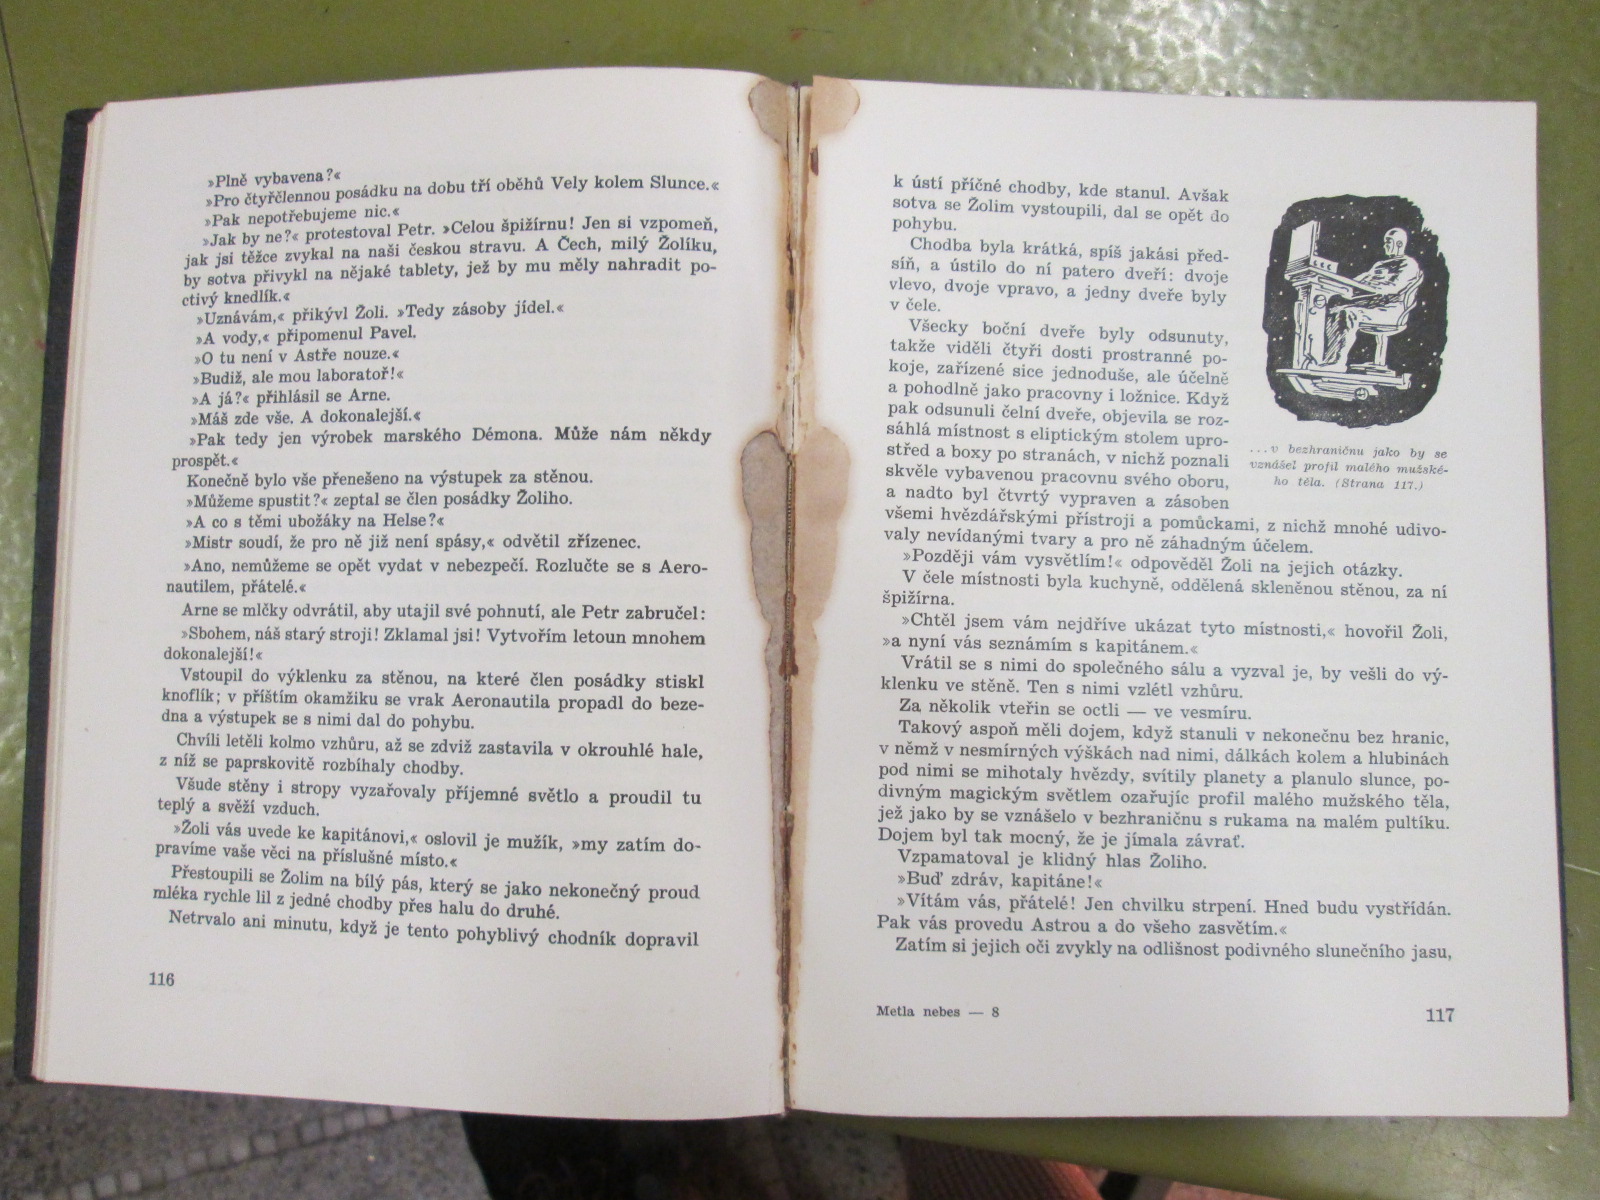 »Plně vybavena?«
»Pro čtyřčlennou posádku na dobu tří oběhů Vely kolem Slunce.«
»Pak nepotřebujeme nic.«
»Jak by ne?« protestoval Petr. »Celou špižírnu! Jen si vzpomeň,
jak jsi těžce zvykal na naši českou stravu. A Čech, milý Žolíku,
by sotva přivykl na nějaké tablety, jež by mu měly nahradit po-
ctivý knedlík.«
»Uznávám,« přikývl Žoli. »Tedy zásoby jídel.«
»A vody,« připomenul Pavel.
»O tu není v Astře nouze.«
»Budiž, ale mou laboratoř!«
»A já?« přihlásil se Arne.
»Máš zde vše. A dokonalejší.«
»Pak tedy jen výrobek marského Démona. Může nám někdy
prospět.«
Konečně bylo vše přenešeno na výstupek za stěnou.
»Můžeme spustit?« zeptal se člen posádky Žoliho.
»A co s těmi ubožáky na Helse?«
»Mistr soudí, že pro ně již není spásy,« odvětil zřízenec.
»Ano, nemůžeme se opět vydat v nebezpečí. Rozlučte se s Aero-
nautilem, přátelé.«
Arne se mlčky odvrátil, aby utajil své pohnutí, ale Petr zabručel:
»Sbohem, náš starý stroji! Zklamal jsi! Vytvořím letoun mnohem
dokonalejší!«
Vstoupil do výklenku za stěnou, na které člen posádky stiskl
knoflík; v příštím okamžiku se vrak Aeronautila propadl do beze-
dna a výstupek se s nimi dal do pohybu.
Chvíli letěli kolmo vzhůru, až se zdviž zastavila v okrouhlé hale,
z níž se paprskovitě rozbíhaly chodby.
Všude stěny i stropy vyzařovaly příjemné světlo a proudil tu
teplý a svěží vzduch.
»Žoli vás uvede ke kapitánovi,« oslovil je mužík, »my zatím do-
pravíme vaše věci na příslušné místo.«
Přestoupili se Žolim na bílý pás, který se jako nekonečný proud
mléka rychle lil z jedné chodby přes halu do druhé.
Netrvalo ani minutu, když je tento pohyblivý chodník dopravil
116
k ústí příčné chodby, kde stanul. Avšak
sotva se Žolim vystoupili, dal se opět do
pohybu.
Chodba byla krátká, spíš jakási před-
síň, a ústilo do ní patero dveří: dvoje
vlevo, dvoje vpravo, a jedny dveře byly
v čele.
Všecky boční dveře byly odsunuty,
takže viděli čtyři dosti prostranné po-
koje, zařízené sice jednoduše, ale účelně
a pohodlně jako pracovny i ložnice. Když
pak odsunuli čelní dveře, objevila se roz-
sáhlá místnost s eliptickým stolem upro-
střed a boxy po stranách, v nichž poznali
skvěle vybavenou pracovnu svého oboru,
a nadto byl čtvrtý vypraven a zásoben
všemi hvězdářskými přístroji a pomůckami, z nichž mnohé udivo-
valy nevídanými tvary a pro ně záhadným účelem.
»Později vám vysvětlím!« odpověděl Žoli na jejich otázky.
V čele místnosti byla kuchyně, oddělená skleněnou stěnou, za ní
špižírna.
»Chtěl jsem vám nejdříve ukázat tyto místnosti,« hovořil Žoli,
»a nyní vás seznámím s kapitánem.«
Vrátil se s nimi do společného sálu a vyzval je, by vešli do vý-
klenku ve stěně. Ten s nimi vzlétl vzhůru.
Za několik vteřin se octli — ve vesmíru.
Takový aspoň měli dojem, když stanuli v nekonečnu bez hranic,
v němž v nesmírných výškách nad nimi, dálkách kolem a hlubinách
pod nimi se mihotaly hvězdy, svítily planety a planulo slunce, po-
divným magickým světlem ozařujíc profil malého mužského těla,
jež jako by se vznášelo v bezhraničnu s rukama na malém pultíku.
Dojem byl tak mocný, že je jímala závrať.
Vzpamatoval je klidný hlas Žoliho.
»Buď zdráv, kapitáne!«
»Vítám vás, přátelé! Jen chvilku strpení. Hned budu vystřídán.
Pak vás provedu Astrou a do všeho zasvětím.«
Zatím si jejich oči zvykly na odlišnost podivného slunečního jasu,
...v bezhraničnu jako by se
vznášel profil malého mužské-
ho těla. (Strana 117.)
Metla nebes — 8
117